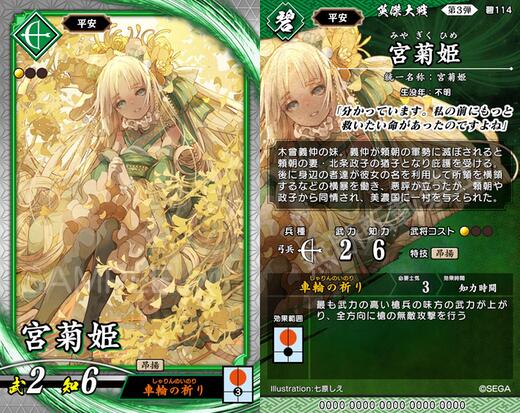 平安
宮菊姫
昂揚
武2 知6
しゃりんのいのり
車輪の祈り
3
碧
平安
英傑大戦
第3弾
碧114
みやぎくひめ
宮菊姫
統一名称：宮菊姫
生没年：不明
「分かっています。私の前にもっと
救いたい命があったのですよね」
木曾義仲の妹。義仲が頼朝の軍勢に滅ぼされると
頼朝の妻・北条政子の猶子となり庇護を受ける。
後に身辺の者達が彼女の名を利用して所領を横領
するなどの横暴を働き、悪評が立ったが、頼朝や
政子から同情され、美濃国に一村を与えられた。
兵種 武力 知力 武将コスト
弓兵 2 6
特技 昂揚
しゃりんのいのり
車輪の祈り
必要士気
3
効果時間
知力時間
効果範囲
最も武力の高い槍兵の味方の武力が上が
り、全方向に槍の無敵攻撃を行う
Illustration:七原しえ
©SEGA
0000-0000-0000-0000-0000